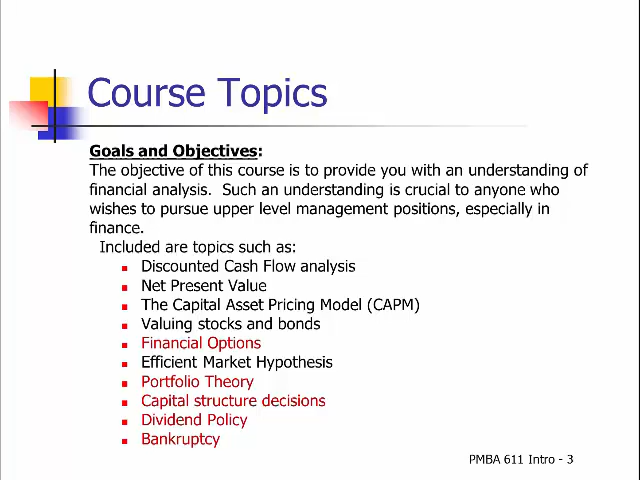 Course Topics
Goals and Objectives:
The objective of this course is to provide you with an understanding of
financial analysis.  Such an understanding is crucial to anyone who
wishes to pursue upper level management positions, especially in
finance.
Included are topics such as:
Discounted Cash Flow analysis
Net Present Value
The Capital Asset Pricing Model (CAPM)
Valuing stocks and bonds
Financial Options
Efficient Market Hypothesis
Portfolio Theory
Capital structure decisions
Dividend Policy
Bankruptcy
PMBA 611 Intro - 3